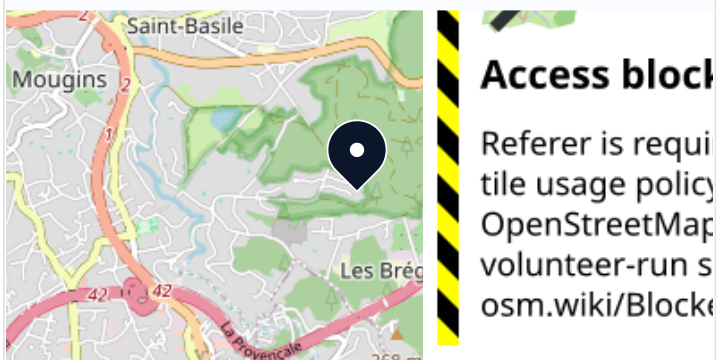 2
Saint-Basile
Mougins
2
1
Les Brég
42
42
La Provençale
268 m
Access block
Referer is requi
tile usage policy
OpenStreetMap
volunteer-run s
osm.wiki/Blocke